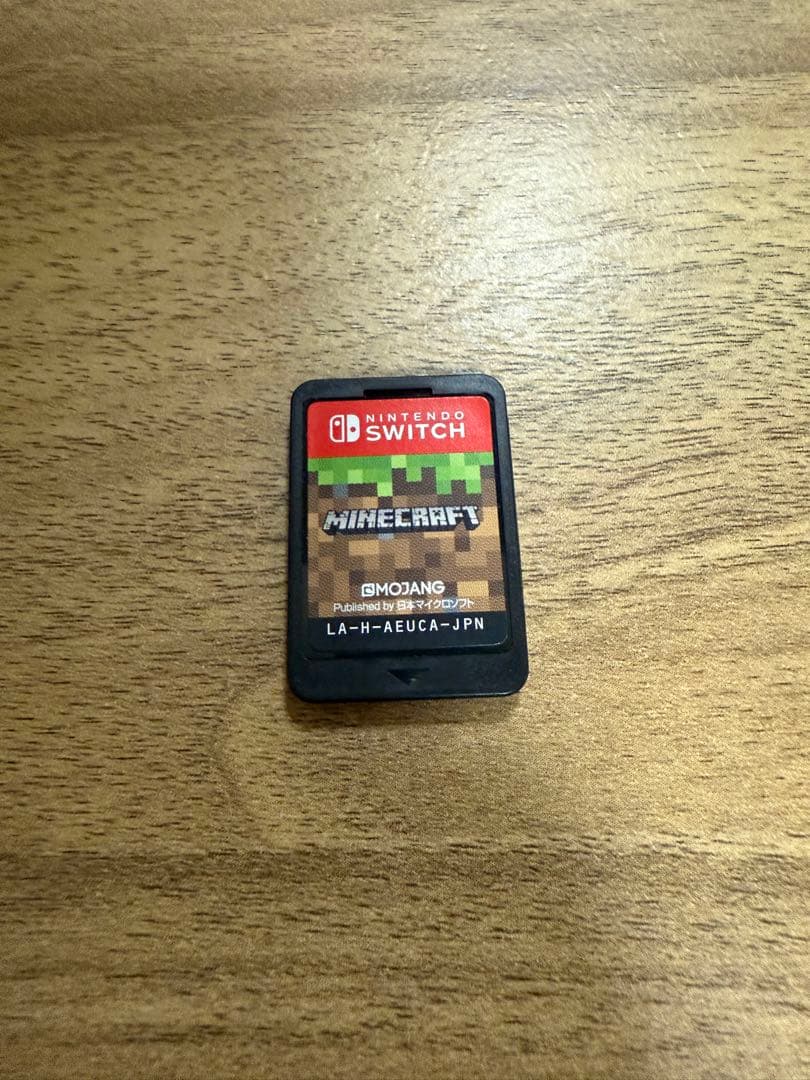 NINTENDO
SWITCH
MINECRAFT
MOJANG
Published by 日本マイクロソフト
LA-H-AEUCA-JPN